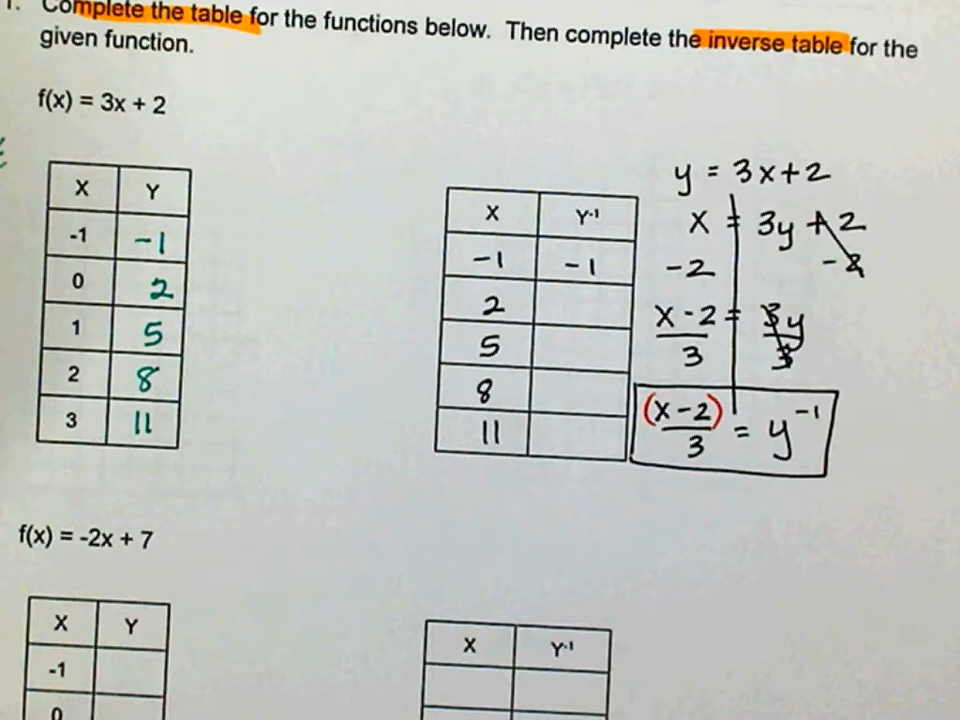 1. Complete the table for the functions below. Then complete the inverse table for the
given function.
f(x) = 3x + 2
X Y
-1 -1
0 2
1 5
2 8
3 11
X Y-1
-1 -1
2
5
8
11
y = 3x+2
x = 3y + 2
-2 -2
x - 2 = 3y
3 3
(x-2) = y -1
3
f(x) = -2x + 7
X Y
-1
0
X Y-1